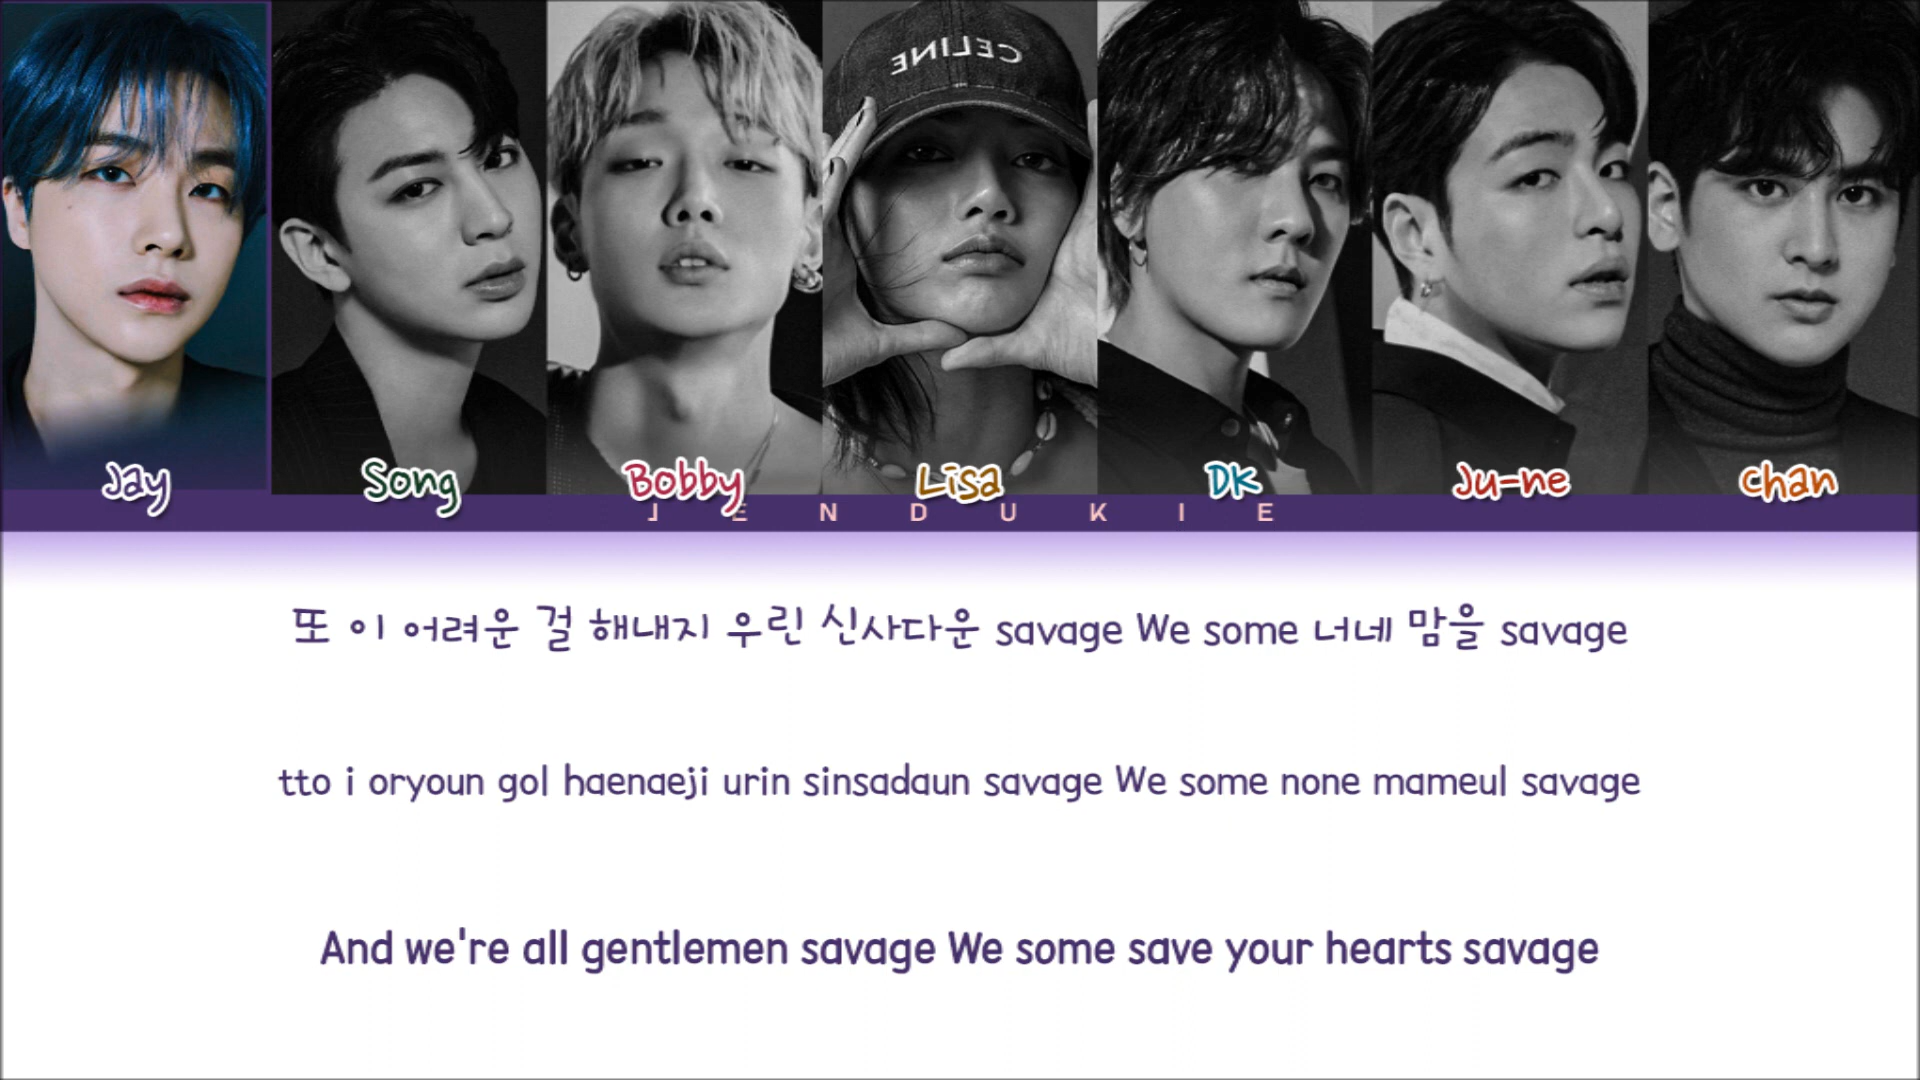 CELINE
Jay Song Bobby Lisa DK Ju-ne chan
JENDUKIE
또 이 어려운 걸 해내지 우린 신사다운 savage We some 너네 맘을 savage
tto i oryoun gol haenaeji urin sinsadaun savage We some none mameul savage
And we're all gentlemen savage We some save your hearts savage